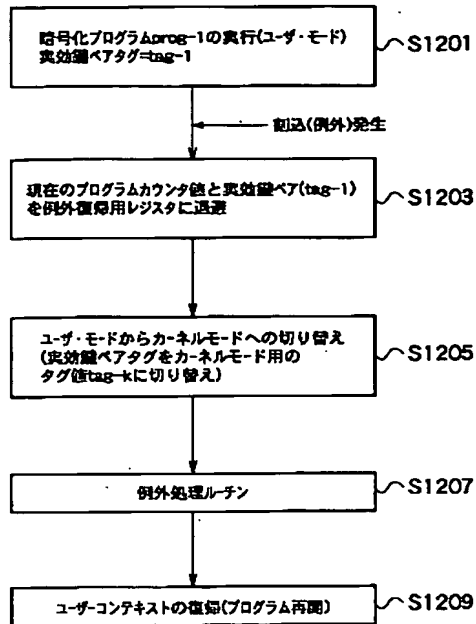 暗号化プログラムprog-1の実行(ユーザ・モード)
実効鍵ペアタグ=tag-1
S1201
割込(例外)発生
現在のプログラムカウンタ値と実効鍵ペア(tag-1)
を例外復帰用レジスタに退避
S1203
ユーザ・モードからカーネルモードへの切り替え
(実効鍵ペアタグをカーネルモード用の
タグ値tag-kに切り替え)
S1205
例外処理ルーチン
S1207
ユーザーコンテキストの復帰(プログラム再開)
S1209